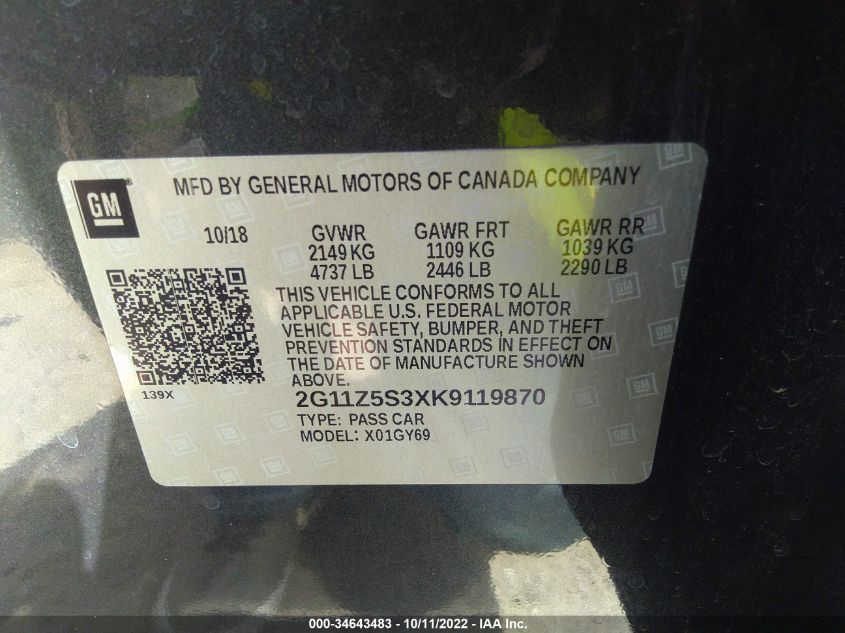 GM
MFD BY GENERAL MOTORS OF CANADA COMPANY
10/18 GVWR GAWR FRT GAWR RR
2149 KG 1109 KG 1039 KG
4737 LB 2446 LB 2290 LB
THIS VEHICLE CONFORMS TO ALL
APPLICABLE U.S. FEDERAL MOTOR
VEHICLE SAFETY, BUMPER, AND THEFT
PREVENTION STANDARDS IN EFFECT ON
THE DATE OF MANUFACTURE SHOWN
ABOVE.
139X
2G11Z5S3XK9119870
TYPE: PASS CAR
MODEL: X01GY69
000-34643483 - 10/11/2022 - IAA Inc.